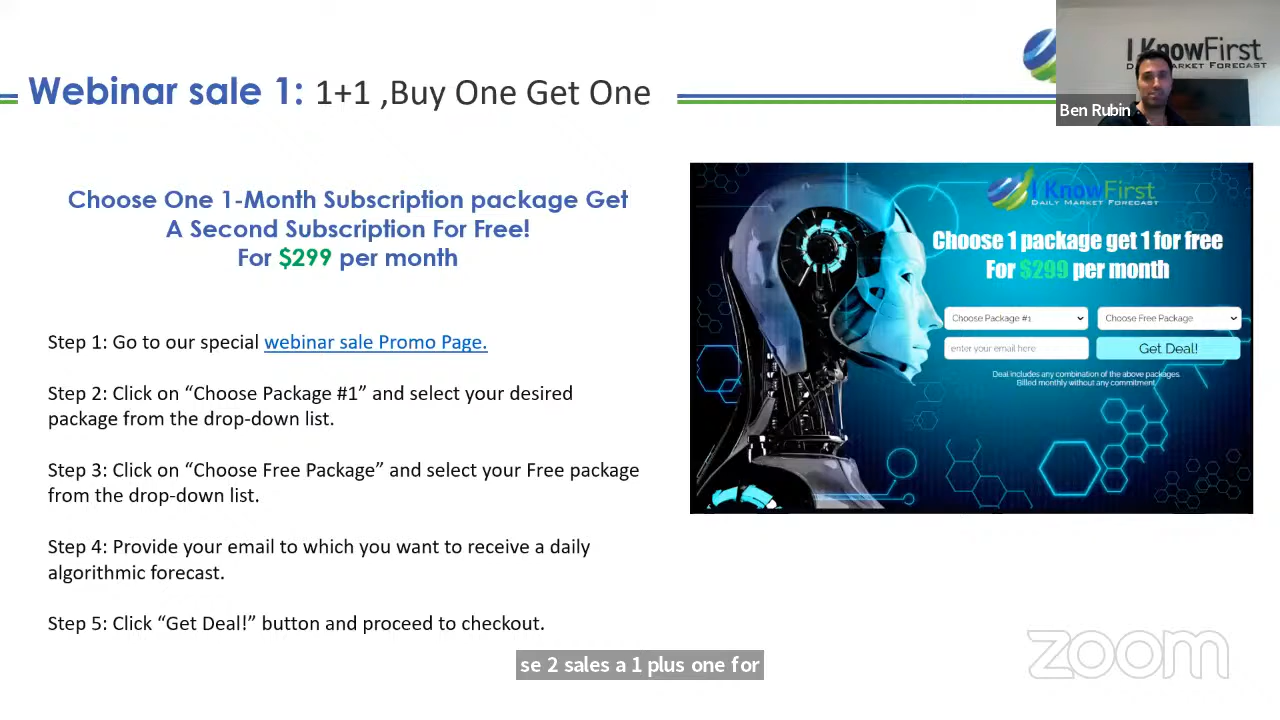 Webinar sale 1: 1+1 ,Buy One Get One
I KnowFirst
DAILY MARKET FORECAST
Ben Rubin
Choose One 1-Month Subscription package Get
A Second Subscription For Free!
For $299 per month
Step 1: Go to our special webinar sale Promo Page.
Step 2: Click on “Choose Package #1” and select your desired
package from the drop-down list.
Step 3: Click on “Choose Free Package” and select your Free package
from the drop-down list.
Step 4: Provide your email to which you want to receive a daily
algorithmic forecast.
Step 5: Click “Get Deal!” button and proceed to checkout.
I KnowFirst
DAILY MARKET FORECAST
Choose 1 package get 1 for free
For $299 per month
Choose Package #1
Choose Free Package
enter your email here
Get Deal!
Deal includes any combination of the above packages.
Billed monthly without any commitment.
se 2 sales a 1 plus one for
zoom